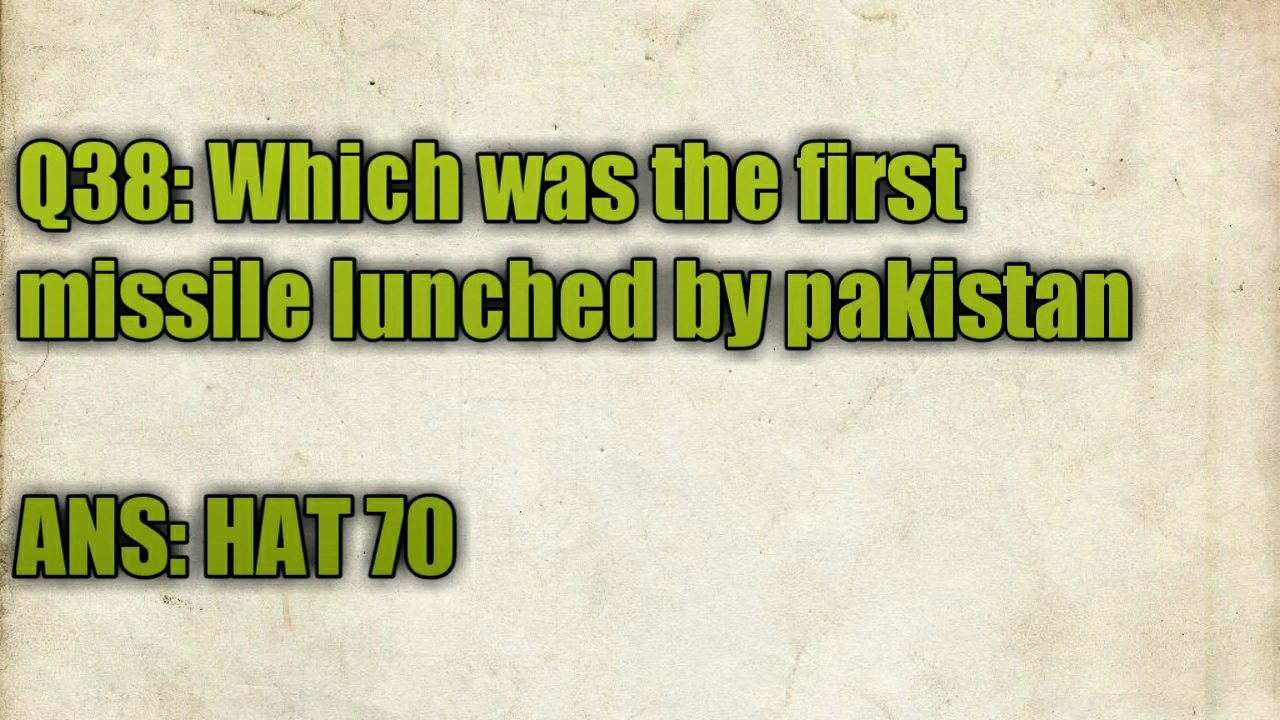 Q38: Which was the first
missile lunched by pakistan
ANS: HAT 70